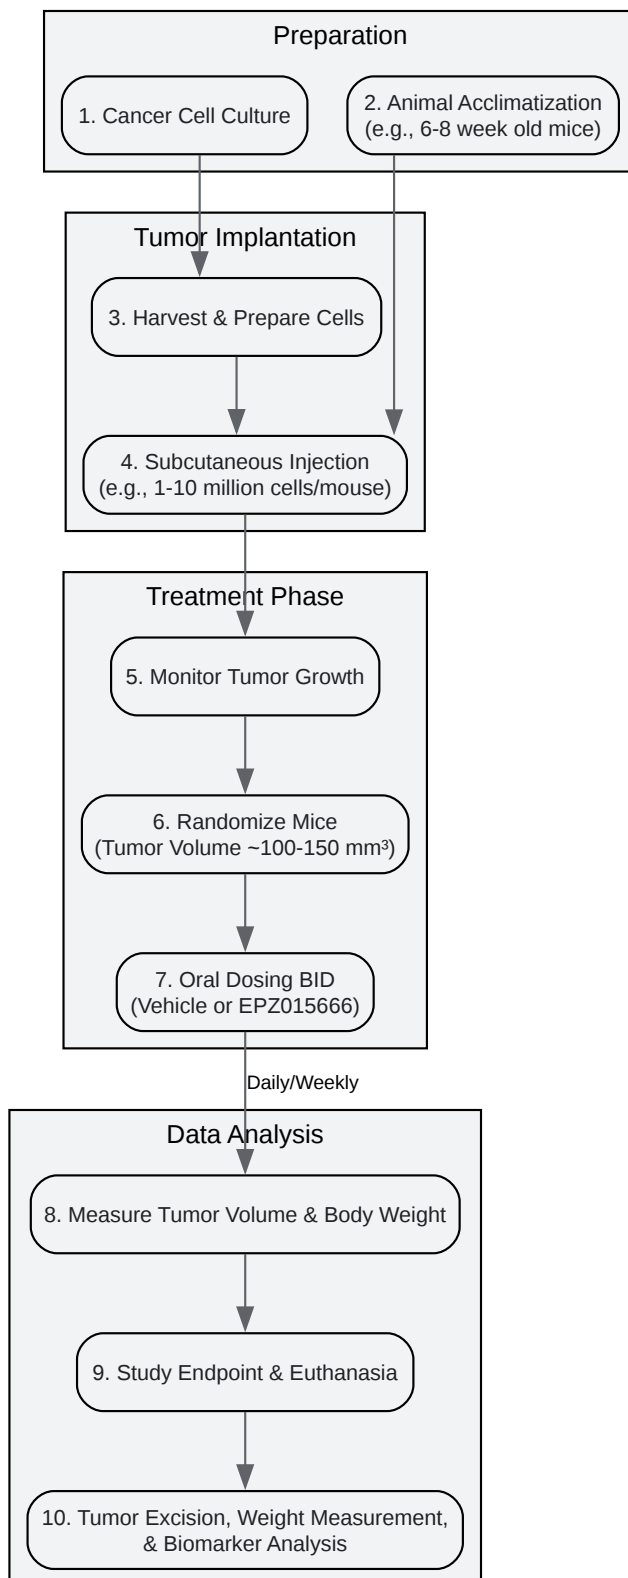 Preparation
1. Cancer Cell Culture
2. Animal Acclimatization
(e.g., 6-8 week old mice)
Tumor Implantation
3. Harvest & Prepare Cells
4. Subcutaneous Injection
(e.g., 1-10 million cells/mouse)
Treatment Phase
5. Monitor Tumor Growth
6. Randomize Mice
(Tumor Volume ~100-150 mm³)
7. Oral Dosing BID
(Vehicle or EPZ015666)
Daily/Weekly
Data Analysis
8. Measure Tumor Volume & Body Weight
9. Study Endpoint & Euthanasia
10. Tumor Excision, Weight Measurement,
& Biomarker Analysis